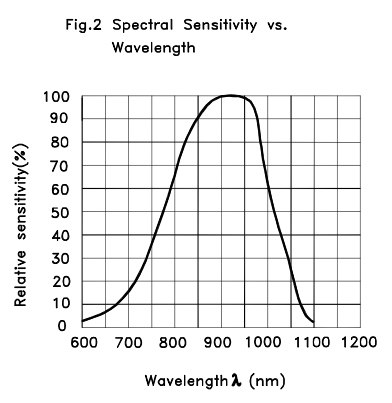 Fig.2 Spectral Sensitivity vs.
Wavelength
Relative sensitivity(%)
100
90
80
70
60
50
40
30
20
10
0
600 700 800 900 1000 1100 1200
Wavelength λ (nm)